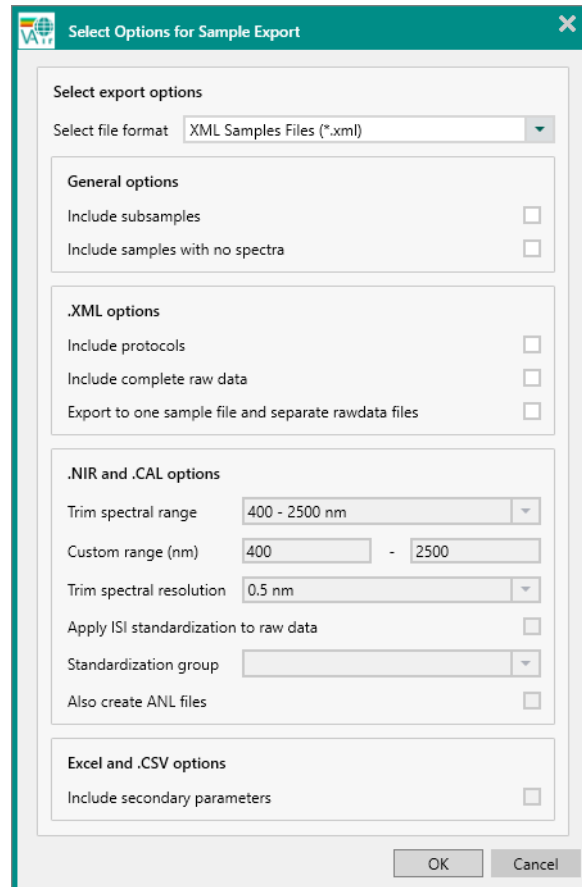 VA
Select Options for Sample Export
Select export options
Select file format XML Samples Files (*.xml)
General options
Include subsamples
Include samples with no spectra
.XML options
Include protocols
Include complete raw data
Export to one sample file and separate rawdata files
.NIR and .CAL options
Trim spectral range 400 - 2500 nm
Custom range (nm) 400 - 2500
Trim spectral resolution 0.5 nm
Apply ISI standardization to raw data
Standardization group
Also create ANL files
Excel and .CSV options
Include secondary parameters
OK Cancel